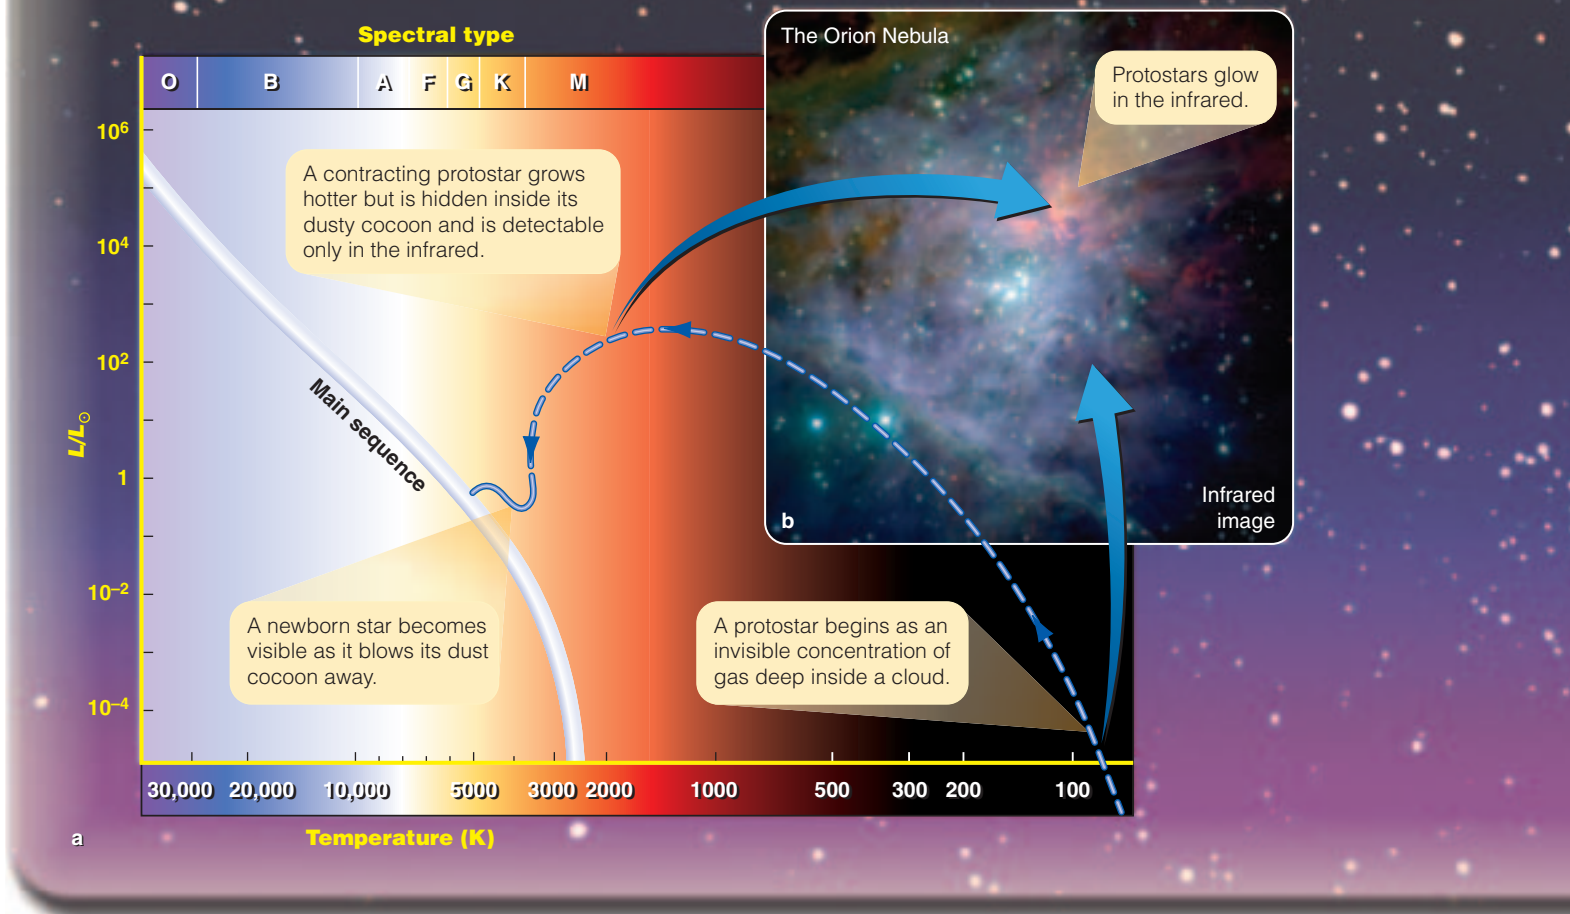 Spectral type
O B A F G K M
10⁶
10⁴
10²
1
10⁻²
10⁻⁴
L/L☉
A contracting protostar grows
hotter but is hidden inside its
dusty cocoon and is detectable
only in the infrared.
Main sequence
A newborn star becomes
visible as it blows its dust
cocoon away.
A protostar begins as an
invisible concentration of
gas deep inside a cloud.
30,000 20,000 10,000 5000 3000 2000 1000 500 300 200 100
Temperature (K)
a
The Orion Nebula
Protostars glow
in the infrared.
Infrared
image
b